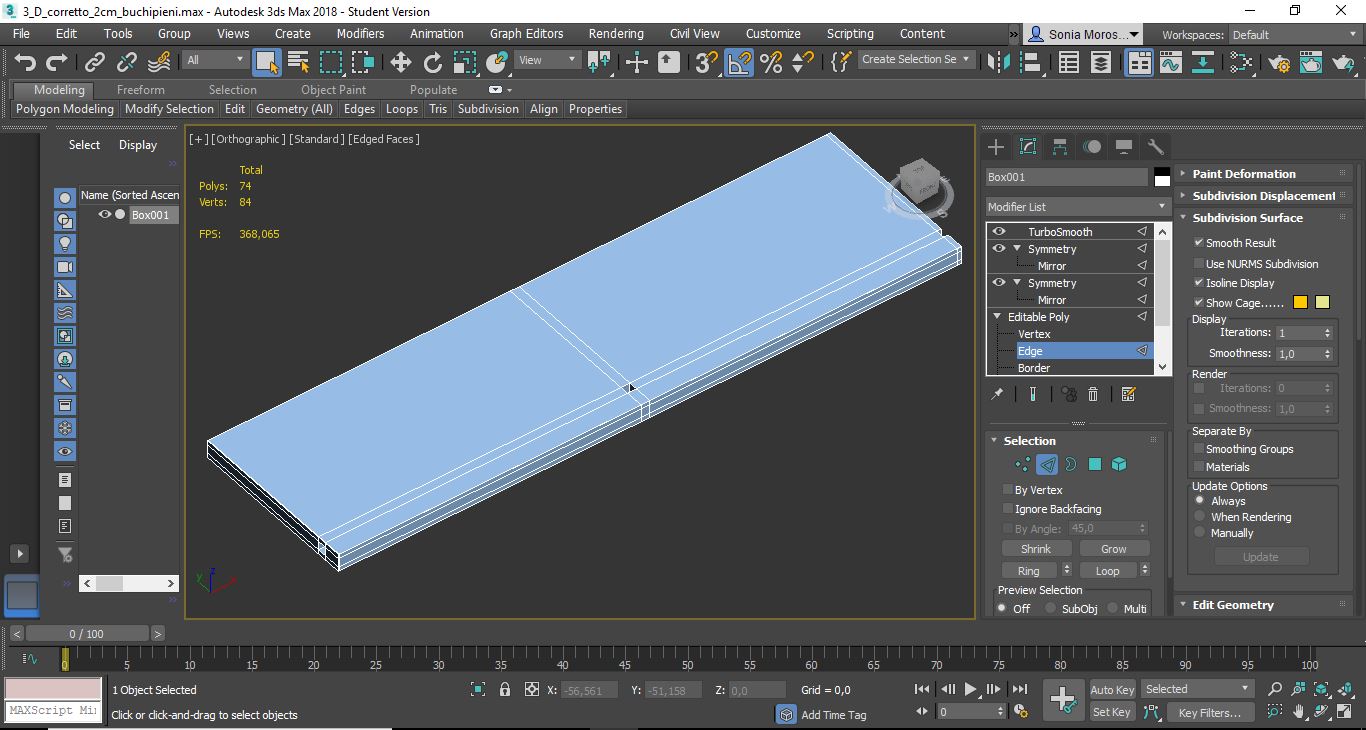 3_D_corretto_2cm_buchipieni.max - Autodesk 3ds Max 2018 - Student Version
File Edit Tools Group Views Create Modifiers Animation Graph Editors Rendering Civil View Customize Scripting Content » Sonia Moros... Workspaces: Default
All View 3 Create Selection Se
Modeling Freeform Selection Object Paint Populate
Polygon Modeling Modify Selection Edit Geometry (All) Edges Loops Tris Subdivision Align Properties
Select Display
Name (Sorted Ascen
Box001
[+] [Orthographic] [Standard] [Edged Faces]
Total
Polys: 74
Verts: 84
FPS: 368,065
x
y
z
Box001
Modifier List
TurboSmooth
Symmetry
Mirror
Symmetry
Mirror
Editable Poly
Vertex
Edge
Border
Selection
By Vertex
Ignore Backfacing
By Angle: 45,0
Shrink Grow
Ring Loop
Preview Selection
Off SubObj Multi
Paint Deformation
Subdivision Displacement
Subdivision Surface
Smooth Result
Use NURMS Subdivision
Isoline Display
Show Cage......
Display
Iterations: 1
Smoothness: 1,0
Render
Iterations: 0
Smoothness: 1,0
Separate By
Smoothing Groups
Materials
Update Options
Always
When Rendering
Manually
Update
Edit Geometry
< 0 / 100 >
0 5 10 15 20 25 30 35 40 45 50 55 60 65 70 75 80 85 90 95 100
1 Object Selected X: -56,561 Y: -51,158 Z: 0,0 Grid = 0,0 Auto Key Selected
MAXScript Mi Click or click-and-drag to select objects Add Time Tag 0 Set Key Key Filters...